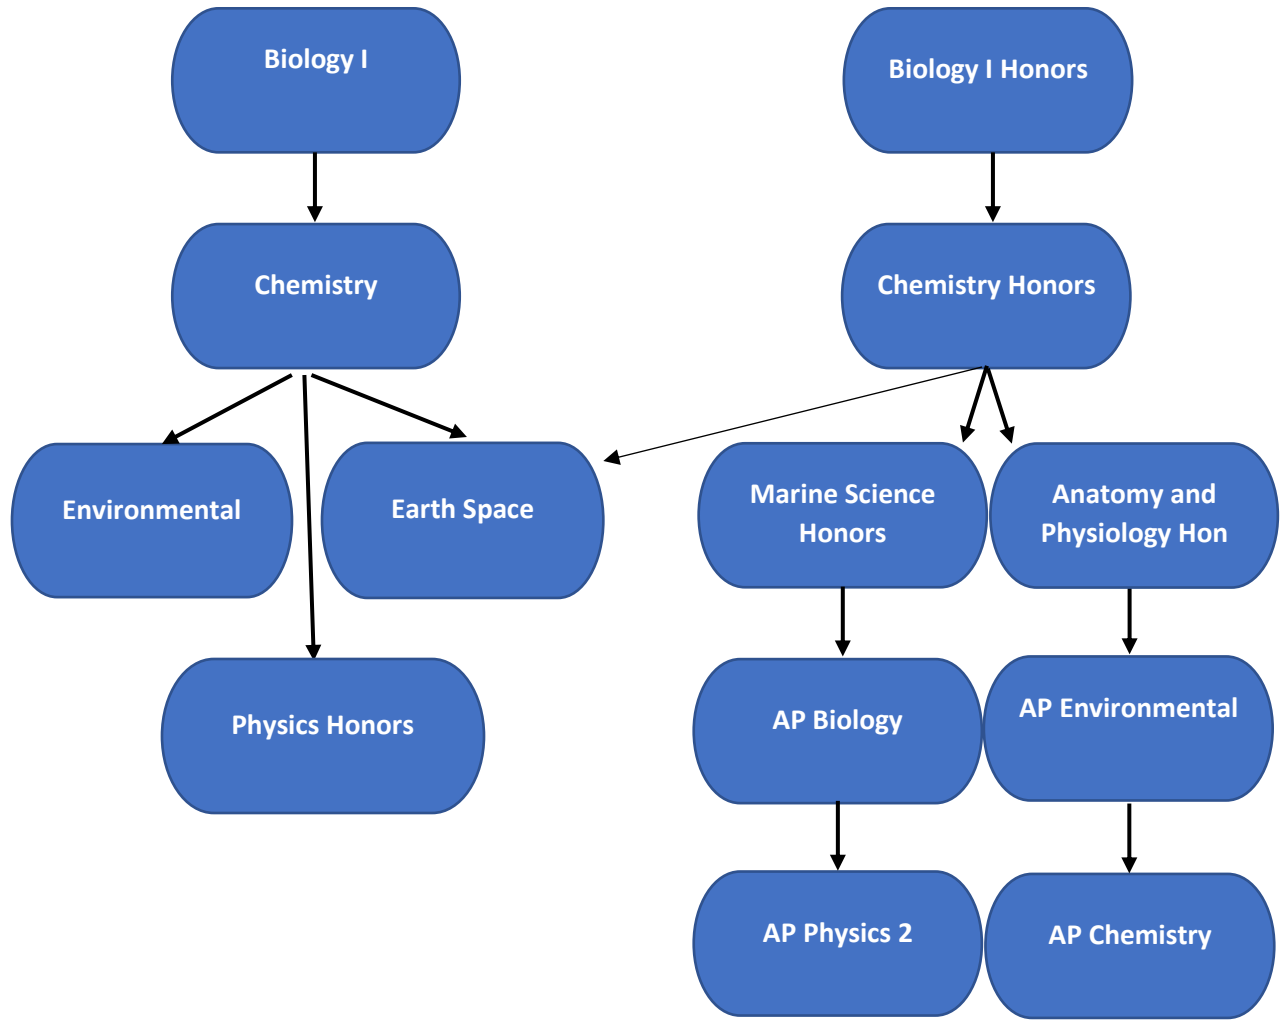 Biology I
Biology I Honors
Chemistry
Chemistry Honors
Environmental
Earth Space
Marine Science
Honors
Anatomy and
Physiology Hon
Physics Honors
AP Biology
AP Environmental
AP Physics 2
AP Chemistry